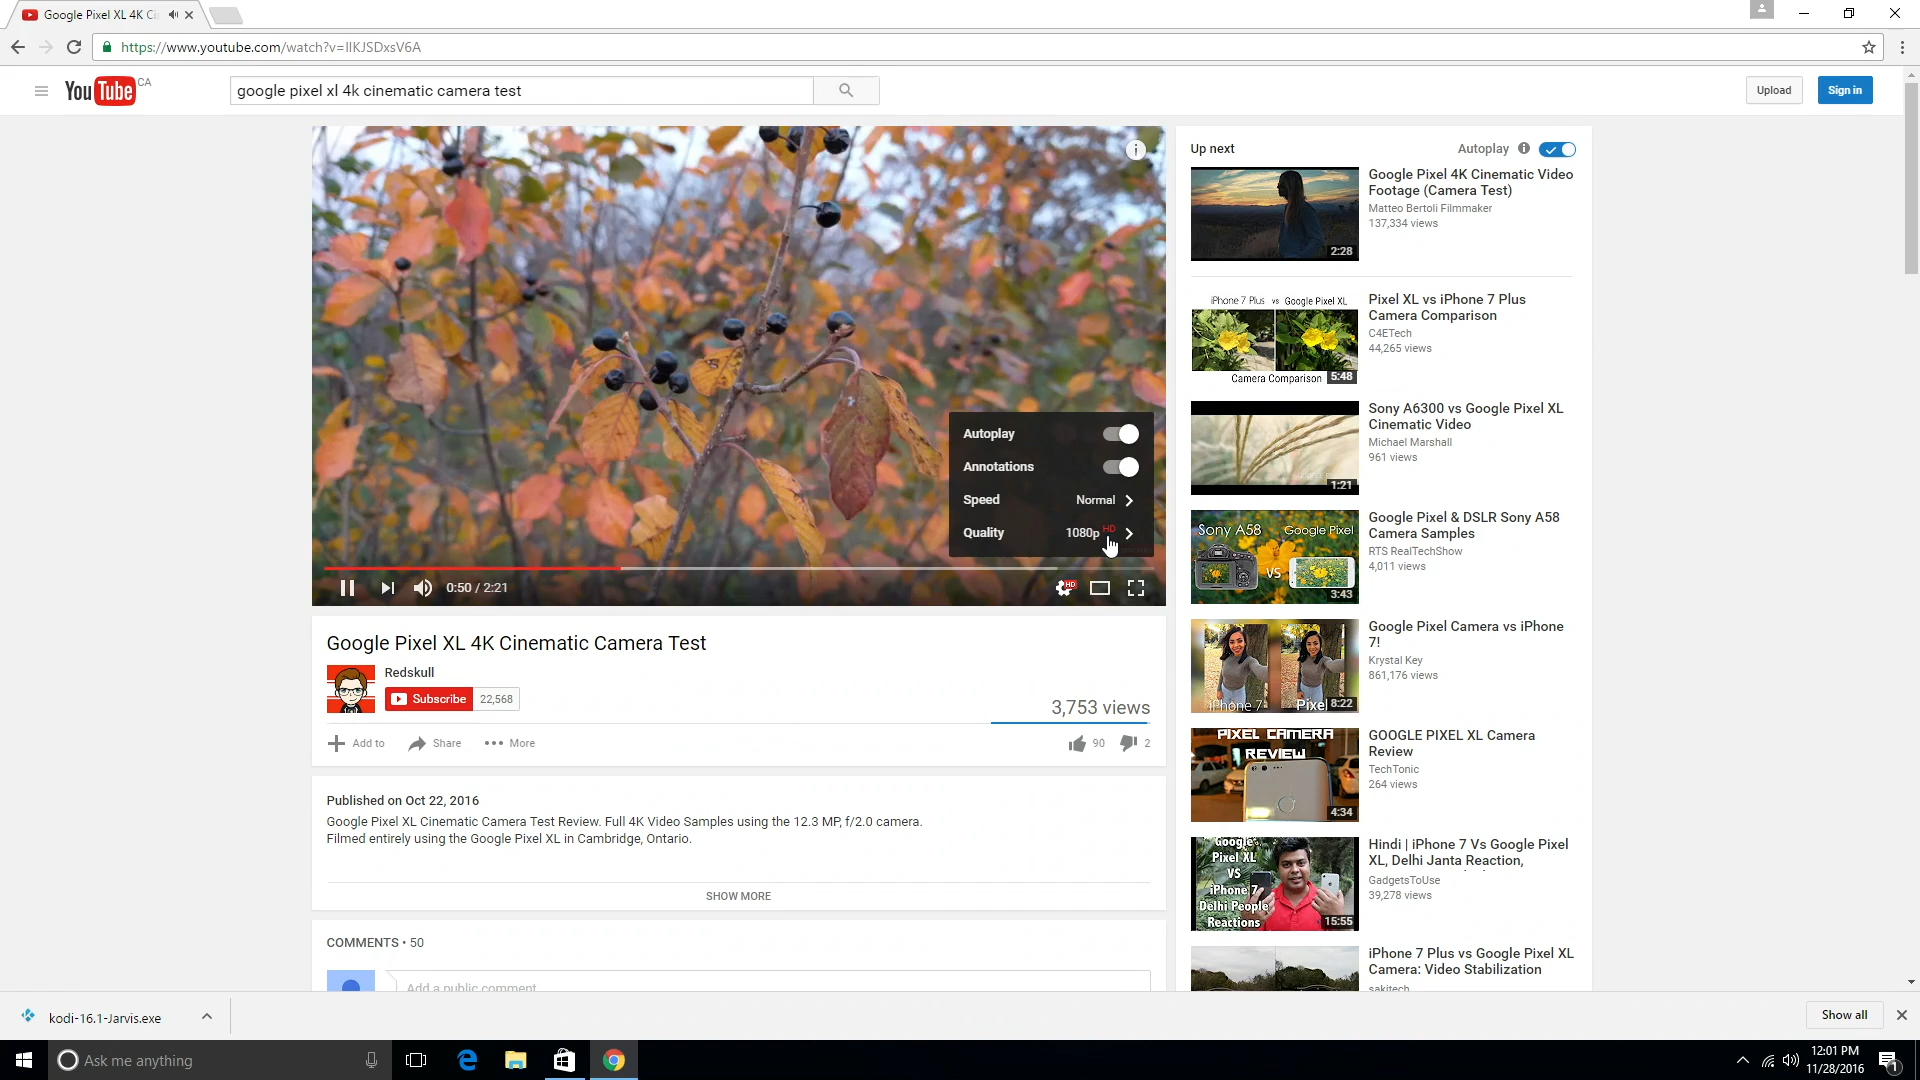 Google Pixel XL 4K Ci
https://www.youtube.com/watch?v=IIKJSDxsV6A
YouTube CA
google pixel xl 4k cinematic camera test
Upload
Sign in
Autoplay
Annotations
Speed Normal
Quality 1080p HD
0:50 / 2:21
HD
Google Pixel XL 4K Cinematic Camera Test
Redskull
Subscribe 22,568
3,753 views
Add to Share More
90 2
Published on Oct 22, 2016
Google Pixel XL Cinematic Camera Test Review. Full 4K Video Samples using the 12.3 MP, f/2.0 camera.
Filmed entirely using the Google Pixel XL in Cambridge, Ontario.
SHOW MORE
COMMENTS • 50
Add a public comment
Up next
Autoplay
2:28
Google Pixel 4K Cinematic Video
Footage (Camera Test)
Matteo Bertoli Filmmaker
137,334 views
iPhone 7 Plus vs Google Pixel XL
Camera Comparison 5:48
Pixel XL vs iPhone 7 Plus
Camera Comparison
C4ETech
44,265 views
1:21
Sony A6300 vs Google Pixel XL
Cinematic Video
Michael Marshall
961 views
Sony A58 Google Pixel
VS
3:43
Google Pixel & DSLR Sony A58
Camera Samples
RTS RealTechShow
4,011 views
iPhone 7 Pixel 8:22
Google Pixel Camera vs iPhone
7!
Krystal Key
861,176 views
PIXEL CAMERA
REVIEW
4:34
GOOGLE PIXEL XL Camera
Review
TechTonic
264 views
Google
Pixel XL
VS
iPhone 7
Delhi People
Reactions 15:55
Hindi | iPhone 7 Vs Google Pixel
XL, Delhi Janta Reaction,
GadgetsToUse
39,278 views
iPhone 7 Plus vs Google Pixel XL
Camera: Video Stabilization
sakitech
kodi-16.1-Jarvis.exe
Show all
Ask me anything
12:01 PM
11/28/2016
1